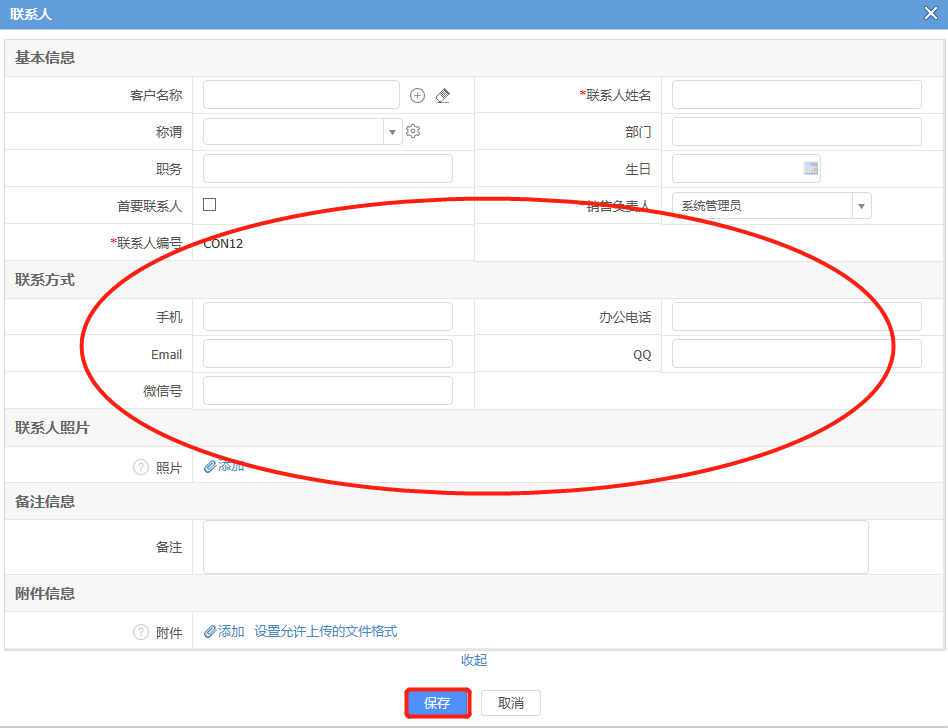 联系人
基本信息
客户名称 *联系人姓名
称谓 部门
职务 生日
首要联系人 销售负责人 系统管理员
*联系人编号 CON12
联系方式
手机 办公电话
Email QQ
微信号
联系人照片
? 照片 添加
备注信息
备注
附件信息
? 附件 添加 设置允许上传的文件格式
收起
保存 取消